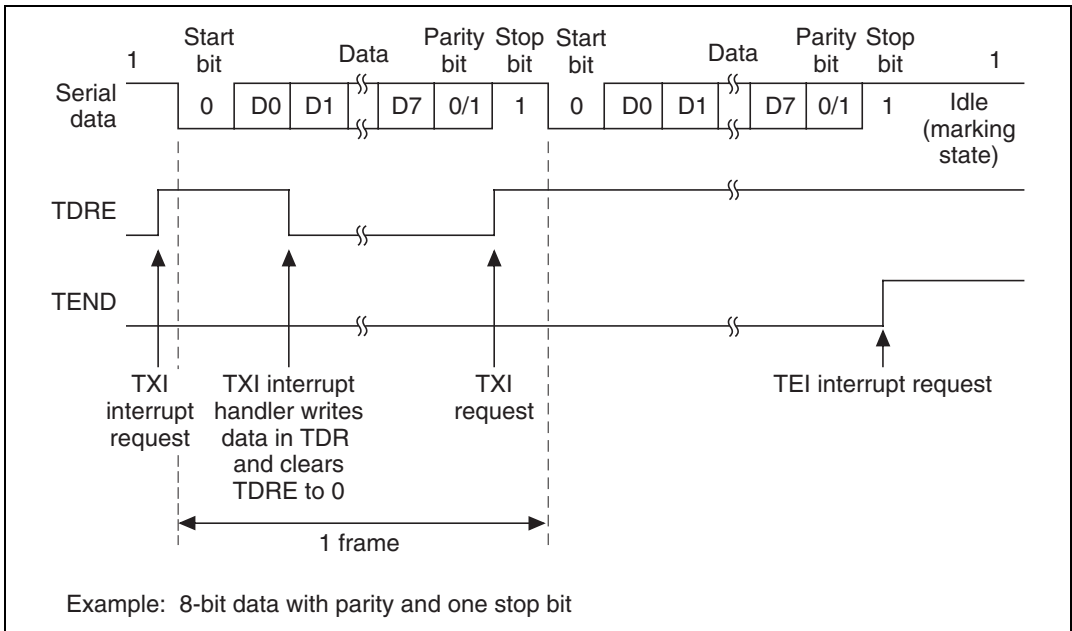 Start bit Data Parity bit Stop bit Start bit Data Parity bit Stop bit
1 1
Serial data 0 D0 D1 D7 0/1 1 0 D0 D1 D7 0/1 1 Idle (marking state)
TDRE
TEND
TXI interrupt request
TXI interrupt handler writes data in TDR and clears TDRE to 0
TXI request
TEI interrupt request
1 frame
Example: 8-bit data with parity and one stop bit